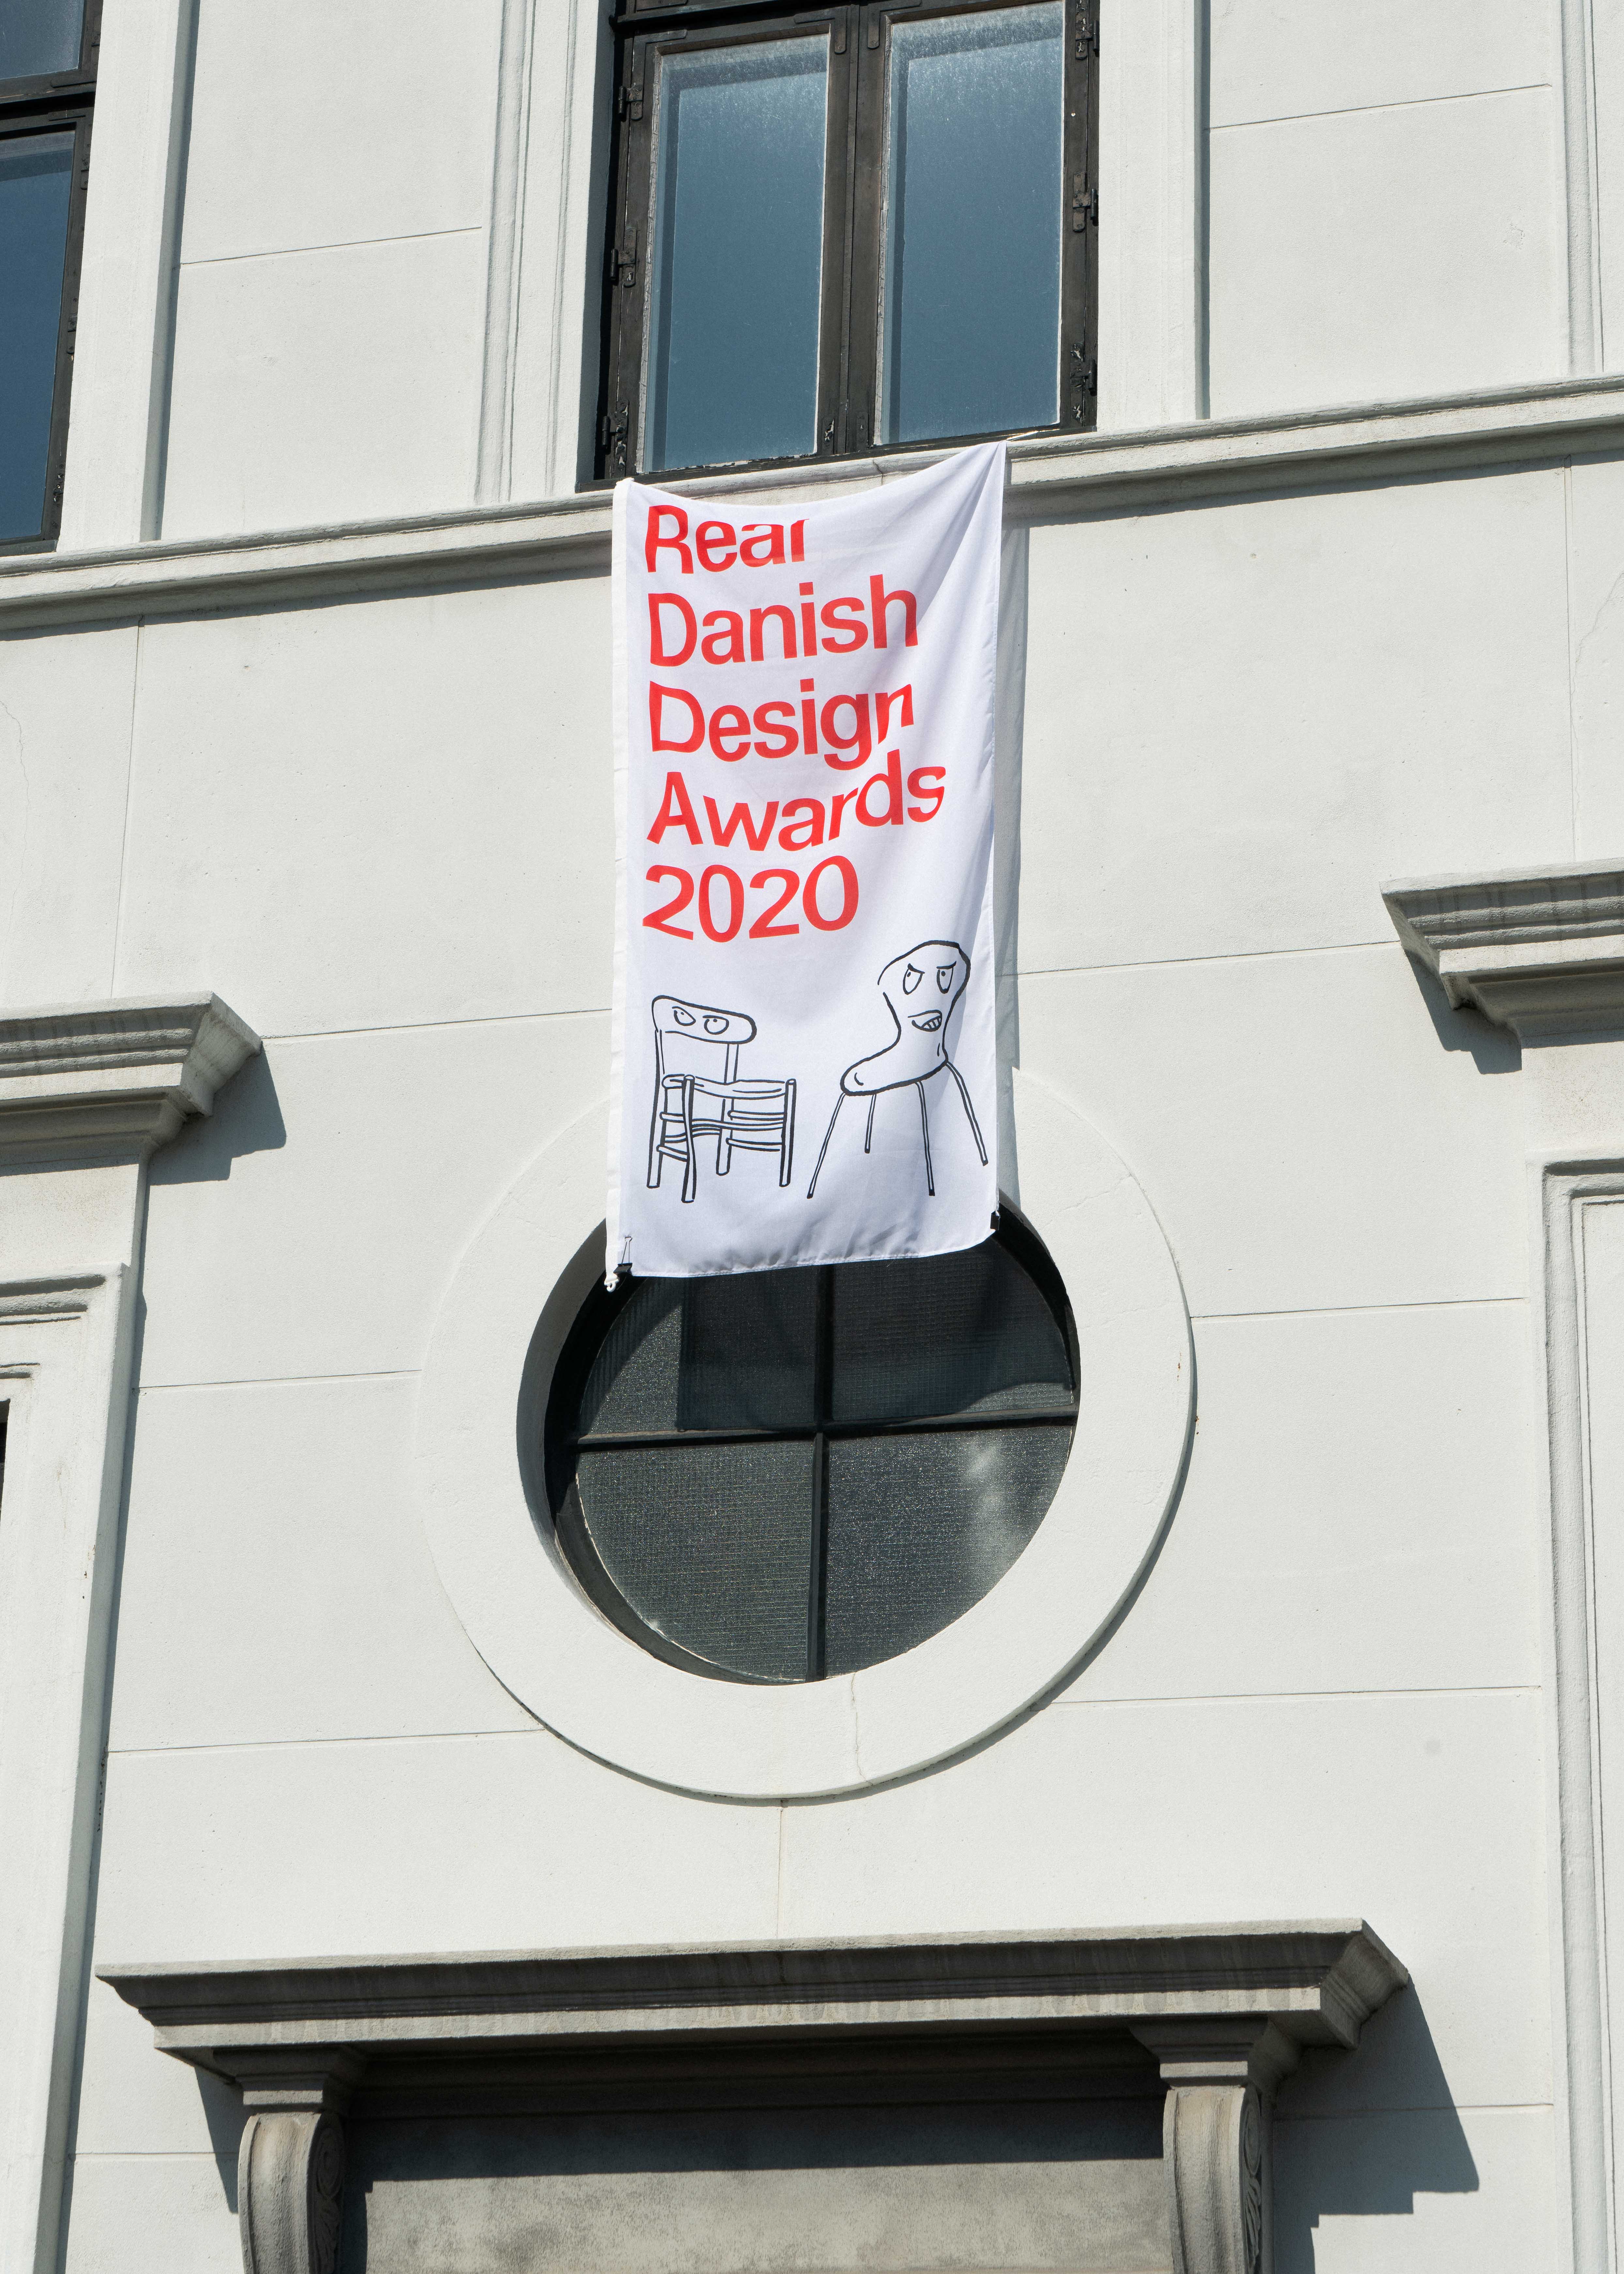 Real
Danish
Design
Awards
2020